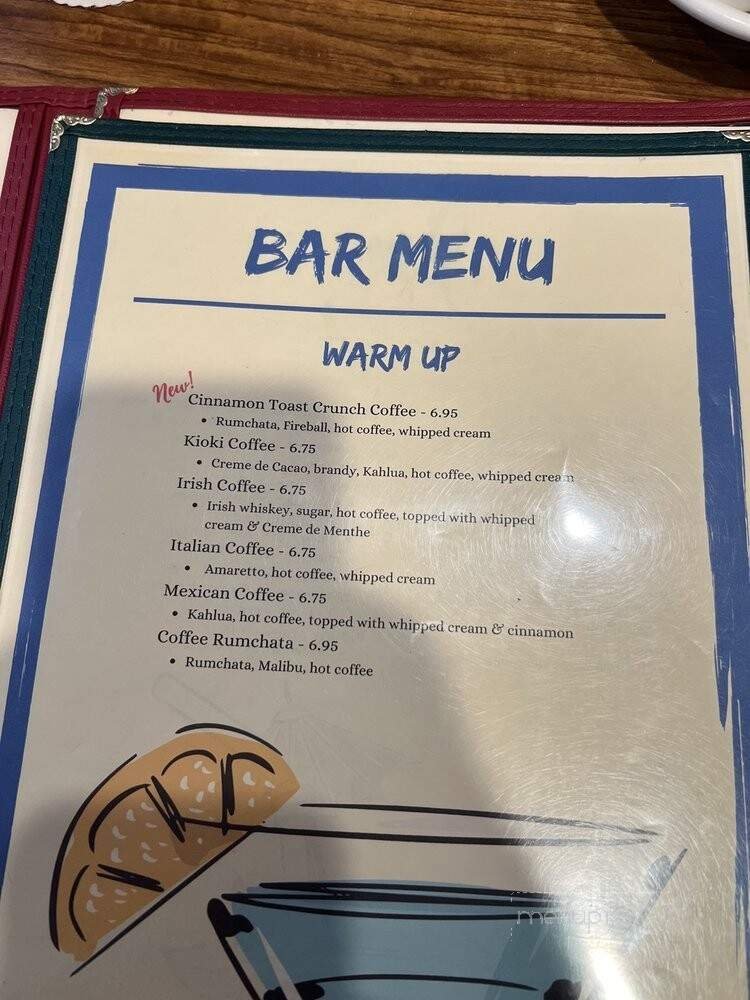 BAR MENU
WARM UP
New!
Cinnamon Toast Crunch Coffee - 6.95
• Rumchata, Fireball, hot coffee, whipped cream
Kioki Coffee - 6.75
• Creme de Cacao, brandy, Kahlua, hot coffee, whipped cream
Irish Coffee - 6.75
• Irish whiskey, sugar, hot coffee, topped with whipped
cream & Creme de Menthe
Italian Coffee - 6.75
• Amaretto, hot coffee, whipped cream
Mexican Coffee - 6.75
• Kahlua, hot coffee, topped with whipped cream & cinnamon
Coffee Rumchata - 6.95
• Rumchata, Malibu, hot coffee